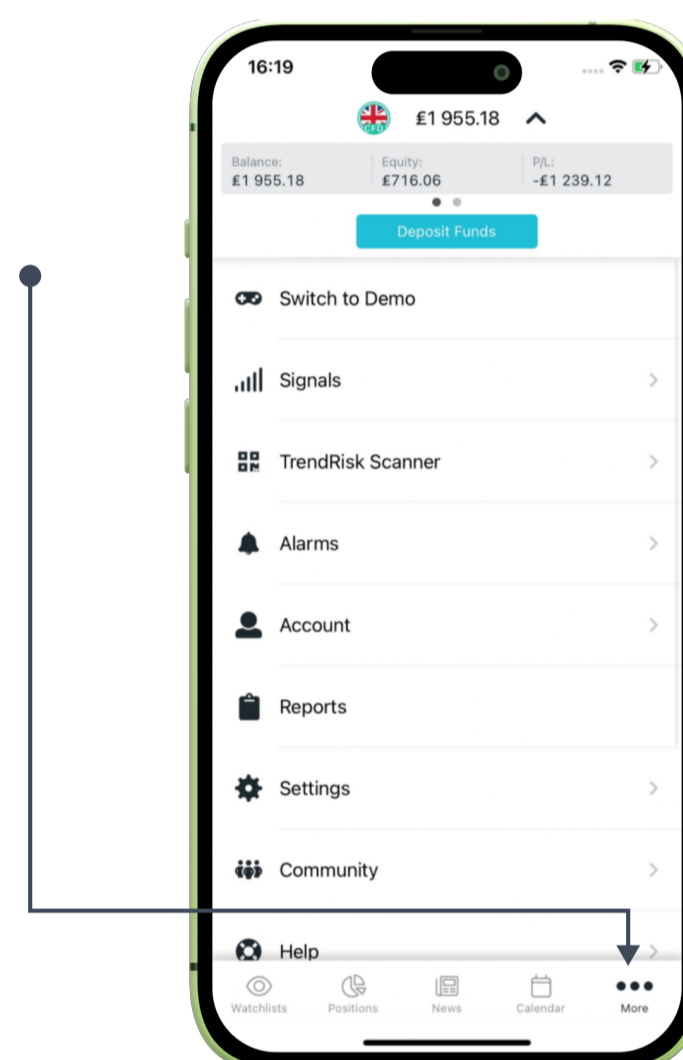 16:19
CFD
£1 955.18
Balance:
£1 955.18
Equity:
£716.06
P/L:
-£1 239.12
Deposit Funds
Switch to Demo
Signals
TrendRisk Scanner
Alarms
Account
Reports
Settings
Community
Help
Watchlists
Positions
News
Calendar
More